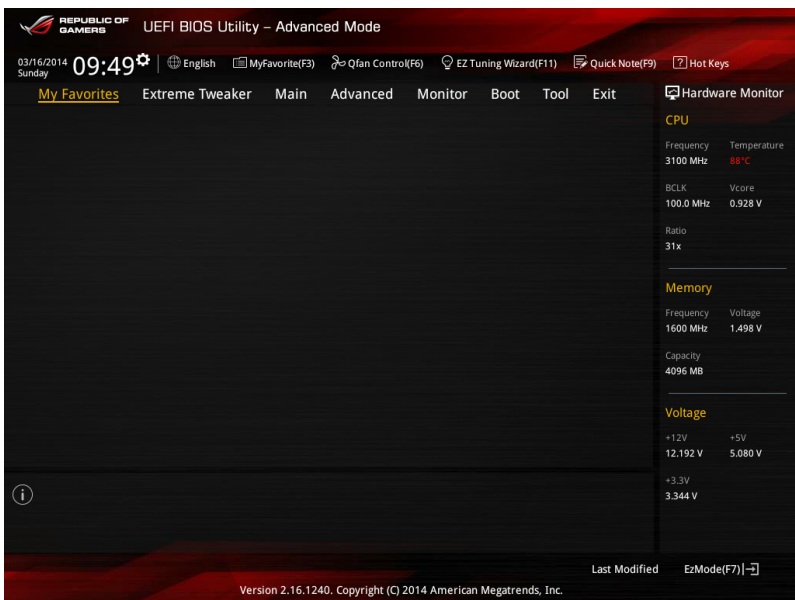 REPUBLIC OF
GAMERS
UEFI BIOS Utility – Advanced Mode
03/16/2014
Sunday
09:49
English
MyFavorite(F3)
Qfan Control(F6)
EZ Tuning Wizard(F11)
Quick Note(F9)
? Hot Keys
My Favorites Extreme Tweaker Main Advanced Monitor Boot Tool Exit
Hardware Monitor
CPU
Frequency Temperature
3100 MHz 88°C
BCLK Vcore
100.0 MHz 0.928 V
Ratio
31x
Memory
Frequency Voltage
1600 MHz 1.498 V
Capacity
4096 MB
Voltage
+12V +5V
12.192 V 5.080 V
+3.3V
3.344 V
i
Last Modified EzMode(F7)
Version 2.16.1240. Copyright (C) 2014 American Megatrends, Inc.